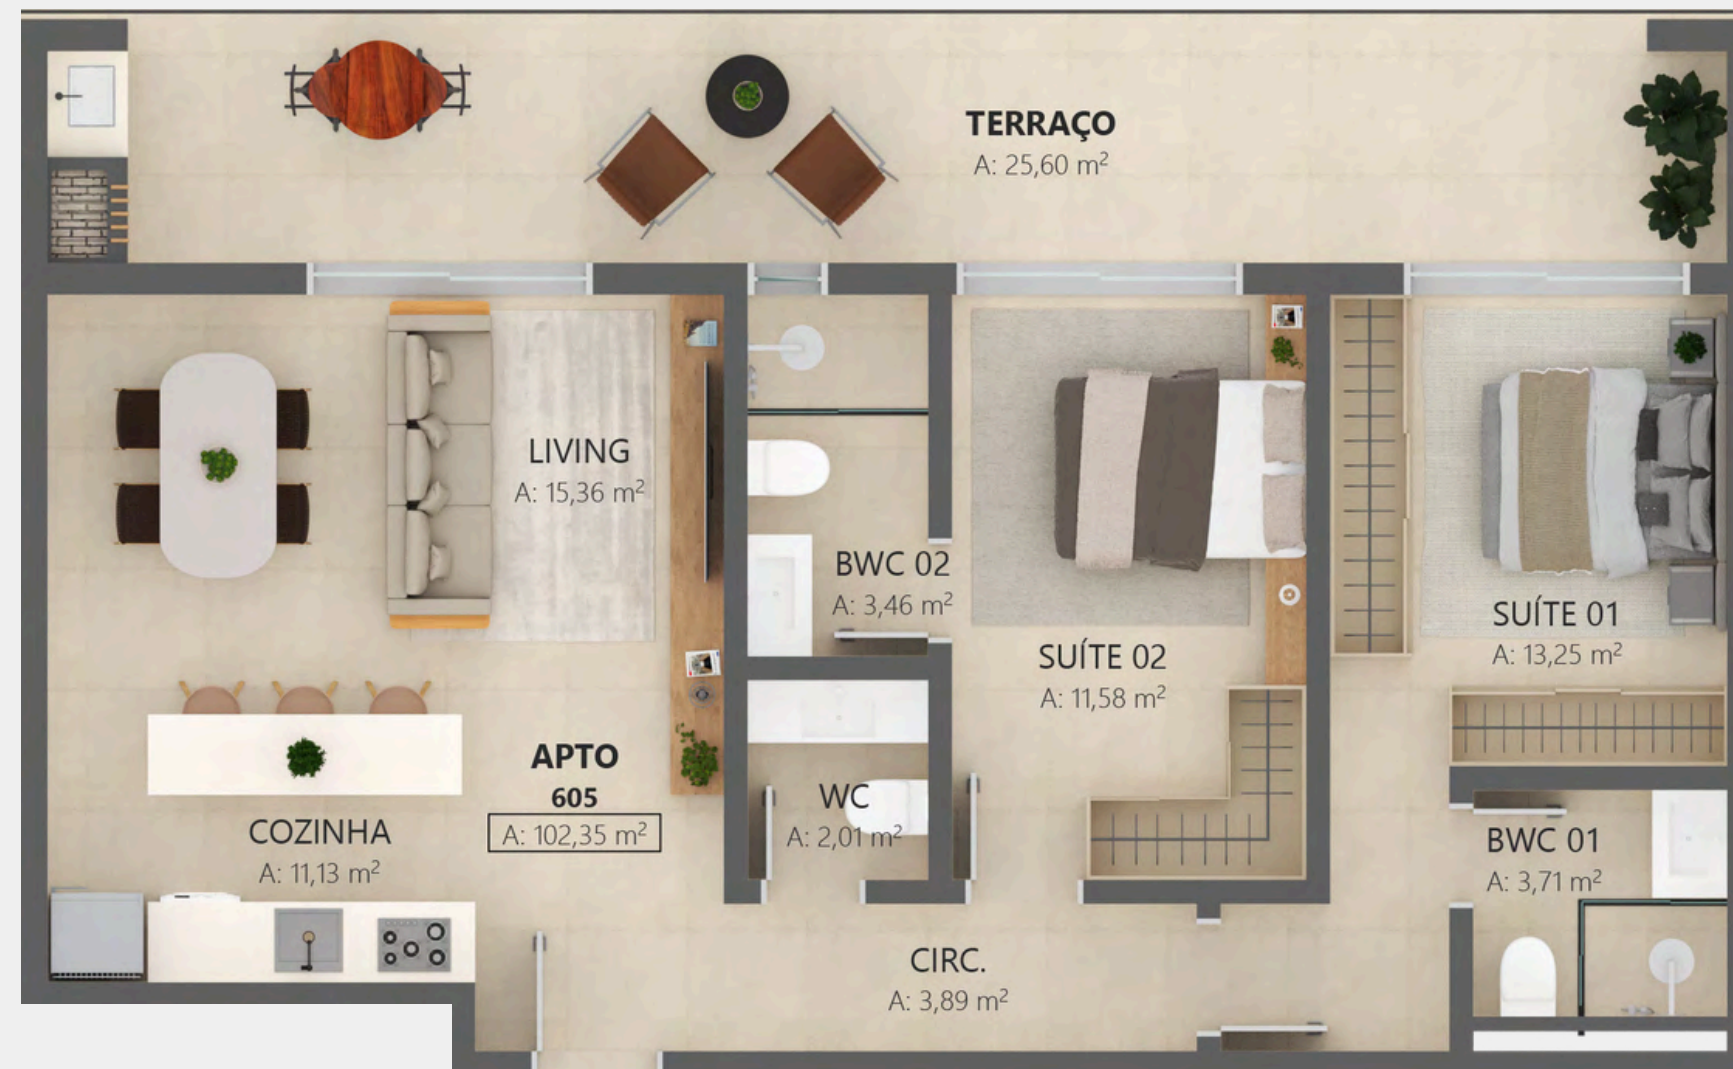 TERRAÇO
A: 25,60 m²
LIVING
A: 15,36 m²
BWC 02
A: 3,46 m²
SUÍTE 02
A: 11,58 m²
SUÍTE 01
A: 13,25 m²
APTO
605
A: 102,35 m²
WC
A: 2,01 m²
COZINHA
A: 11,13 m²
BWC 01
A: 3,71 m²
CIRC.
A: 3,89 m²